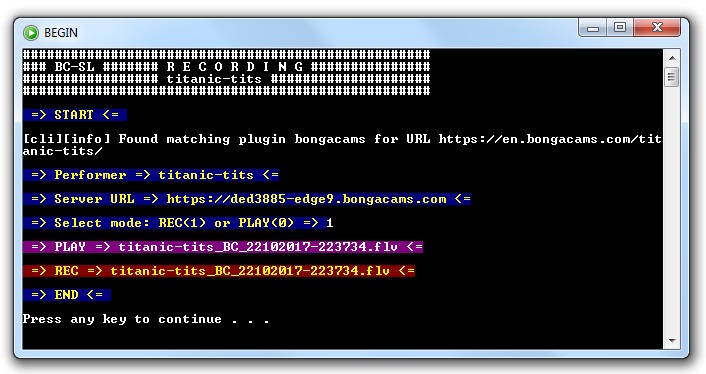 BEGIN
###################################################
### BC-SL ####### R E C O R D I N G ###############
################# titanic-tits ####################
###################################################
=> START <=
[cli][info] Found matching plugin bongacams for URL https://en.bongacams.com/tit
anic-tits/
=> Performer => titanic-tits <=
=> Server URL => https://ded3885-edge9.bongacams.com <=
=> Select mode: REC(1) or PLAY(0) => 1
=> PLAY => titanic-tits_BC_22102017-223734.flv <=
=> REC => titanic-tits_BC_22102017-223734.flv <=
=> END <=
Press any key to continue . . .